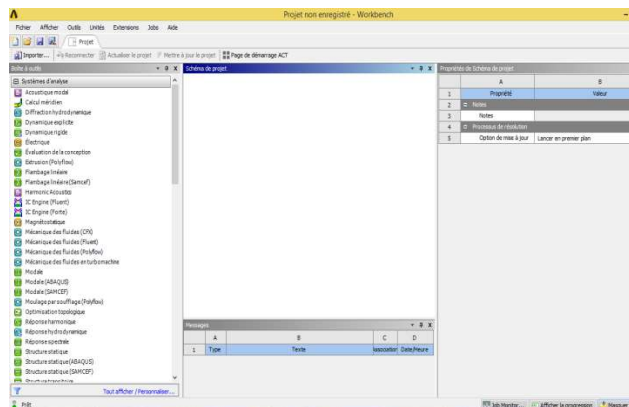 Projet non enregistré - Workbench
Fichier Afficher Outils Unités Extensions Jobs Aide
Projet
Importer... Reconnecter Actualiser le projet Mettre à jour le projet Page de démarrage ACT
Boîte à outils
Schéma de projet
Propriétés de Schéma de projet
Systèmes d'analyse
Acoustique modal
Calcul méridien
Diffraction hydrodynamique
Dynamique explicite
Dynamique rigide
Électrique
Evaluation de la conception
Extrusion (Polyflow)
Flambage linéaire
Flambage linéaire (Samcef)
Harmonic Acoustics
IC Engine (Fluent)
IC Engine (Forte)
Magnétostatique
Mécanique des fluides (CFX)
Mécanique des fluides (Fluent)
Mécanique des fluides (Polyflow)
Mécanique des fluides en turbomachine
Modale
Modale (ABAQUS)
Modale (SAMCEF)
Moulage par soufflage (Polyflow)
Optimisation topologique
Réponse harmonique
Réponse hydrodynamique
Réponse spectrale
Structure statique
Structure statique (ABAQUS)
Structure statique (SAMCEF)
Structure transitoire
Tout afficher / Personnaliser...
A B
1 Propriété Valeur
2 Notes
3 Notes
4 Processus de résolution
5 Option de mise à jour Lancer en premier plan
Messages
A B C D
1 Type Texte Association Date/Heure
Prêt
Job Monitor... Afficher la progression Masquer